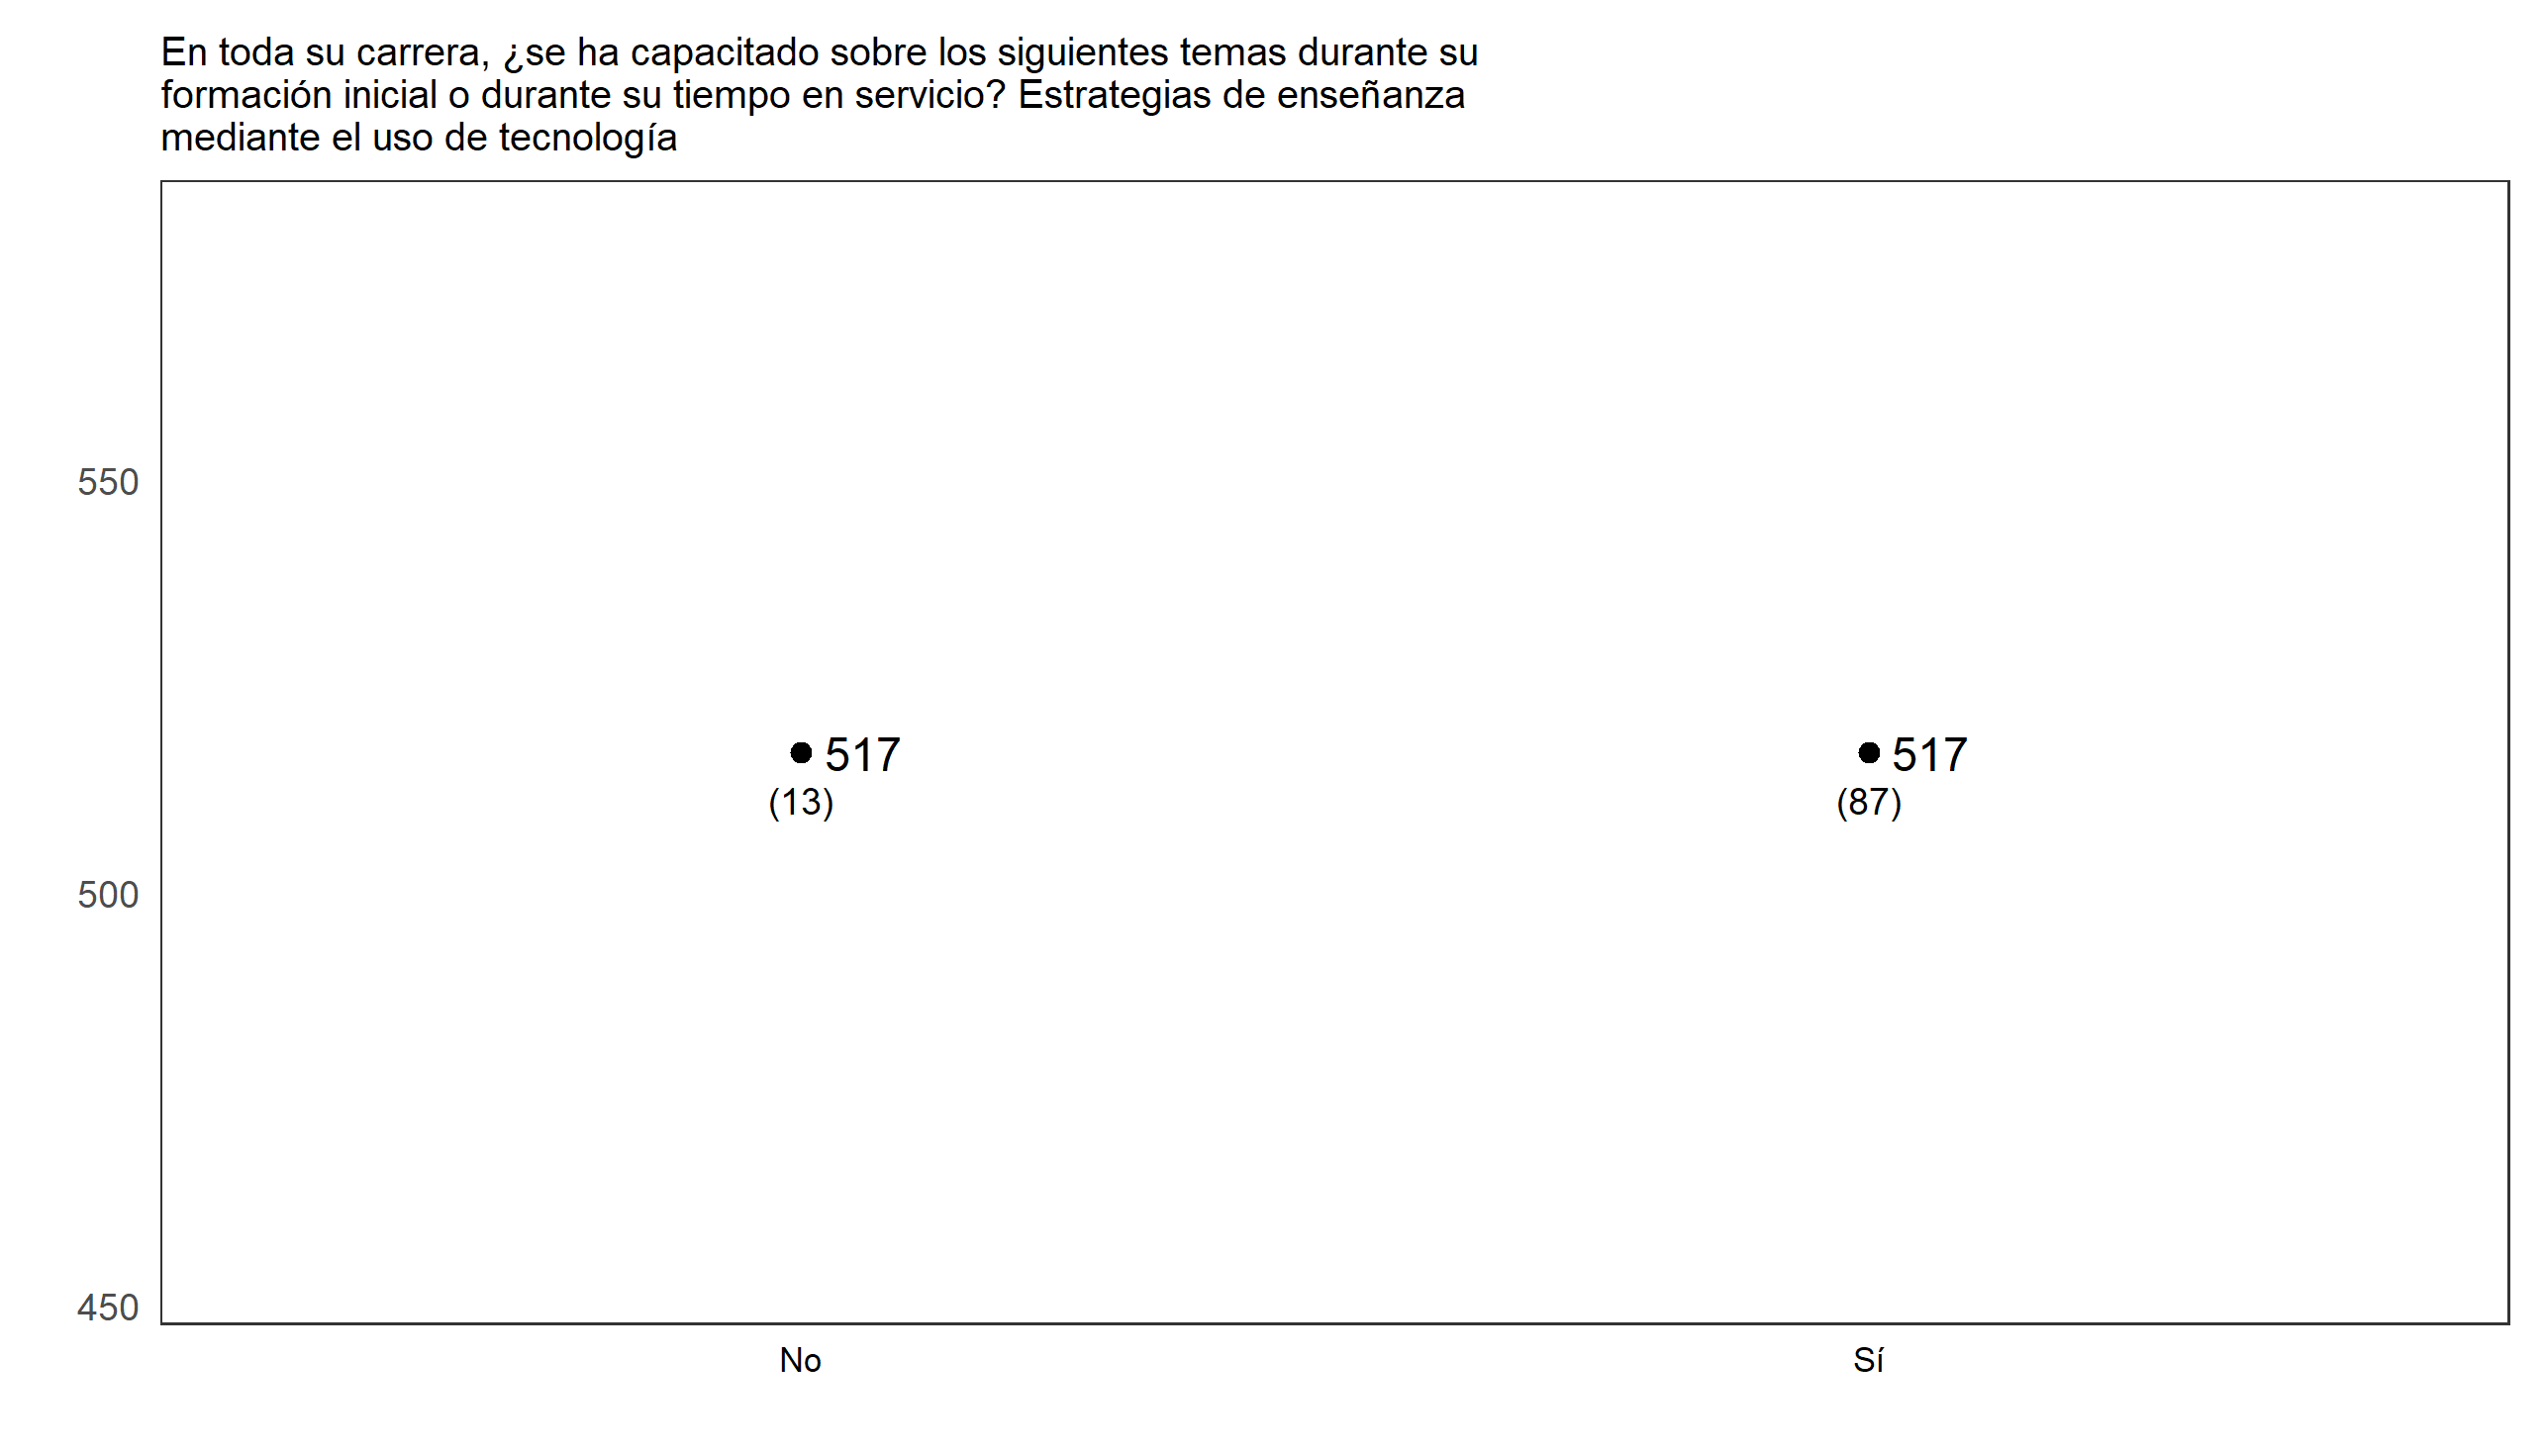 En toda su carrera, ¿se ha capacitado sobre los siguientes temas durante su
formación inicial o durante su tiempo en servicio? Estrategias de enseñanza
mediante el uso de tecnología
550
517
517
(13)
(87)
500
450
No
Sí